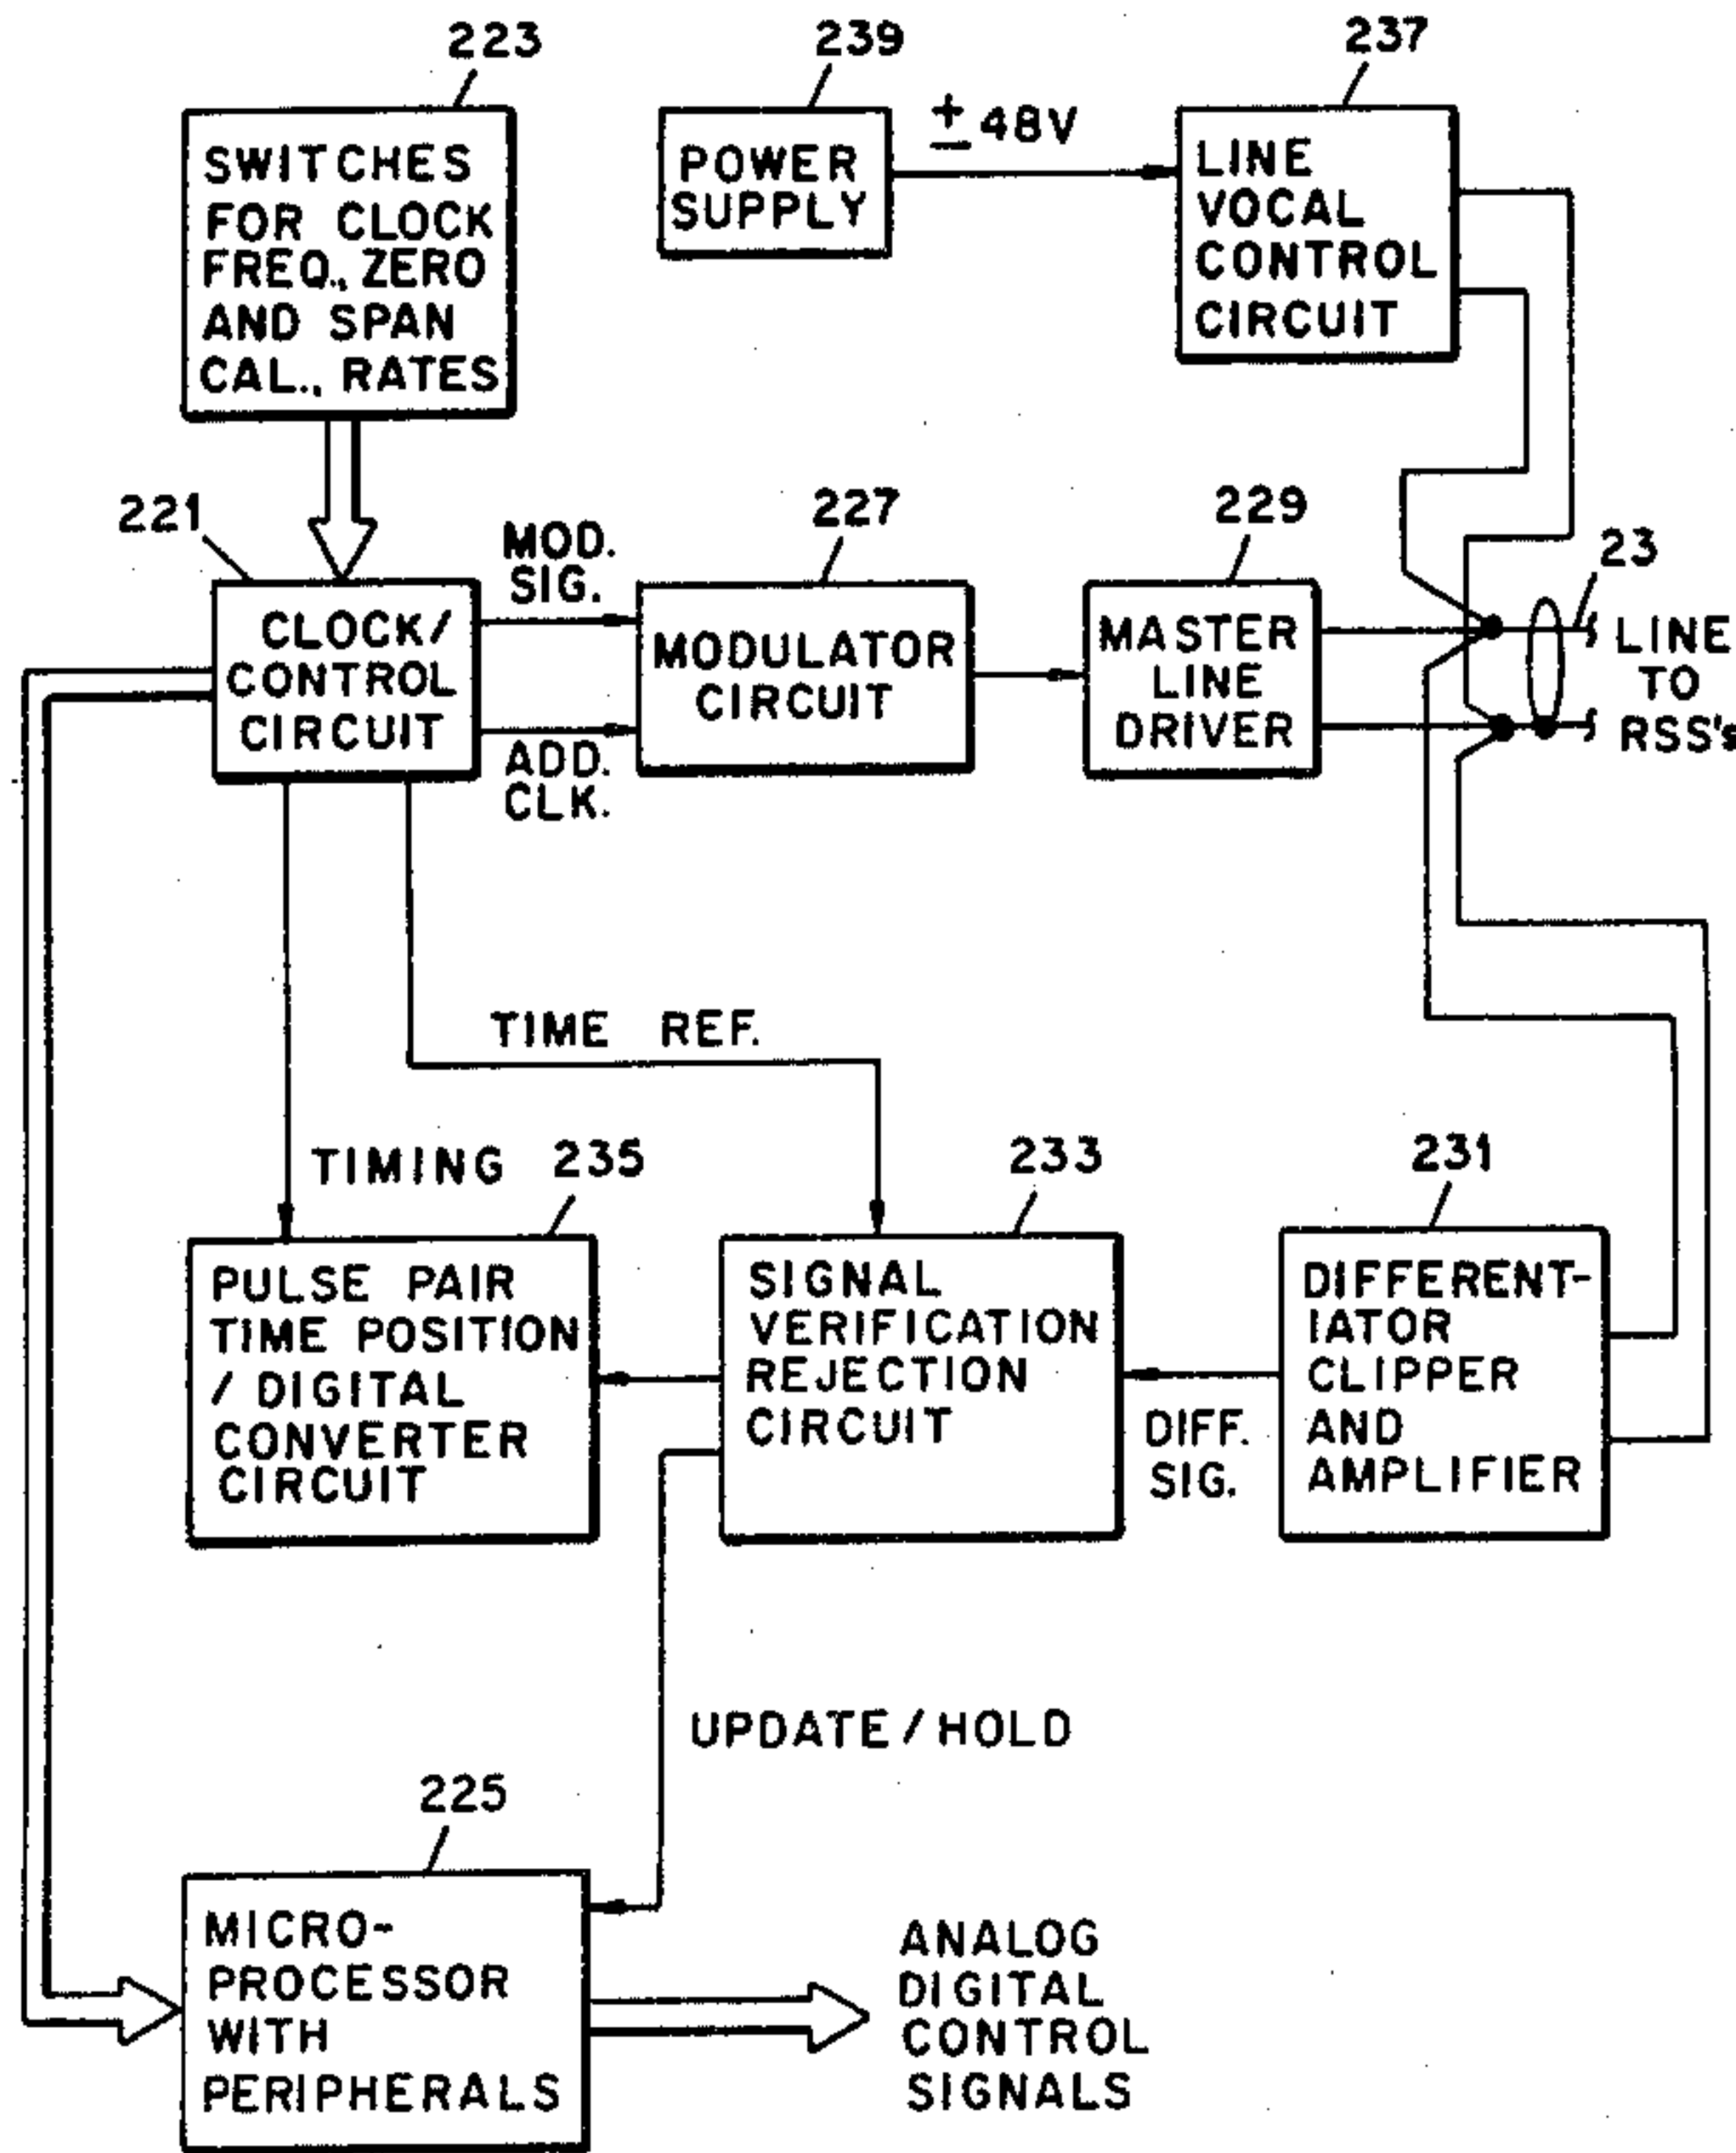 223
239
237
SWITCHES
FOR CLOCK
FREQ., ZERO
AND SPAN
CAL., RATES
POWER
SUPPLY
± 48V
LINE
VOCAL
CONTROL
CIRCUIT
221
227
229
23
MOD.
SIG.
CLOCK/
CONTROL
CIRCUIT
ADD.
CLK.
MODULATOR
CIRCUIT
MASTER
LINE
DRIVER
LINE
TO
RSS's
TIME REF.
TIMING
235
233
231
PULSE PAIR
TIME POSITION
/ DIGITAL
CONVERTER
CIRCUIT
SIGNAL
VERIFICATION
REJECTION
CIRCUIT
DIFF.
SIG.
DIFFERENT-
IATOR
CLIPPER
AND
AMPLIFIER
UPDATE / HOLD
225
MICRO-
PROCESSOR
WITH
PERIPHERALS
ANALOG
DIGITAL
CONTROL
SIGNALS